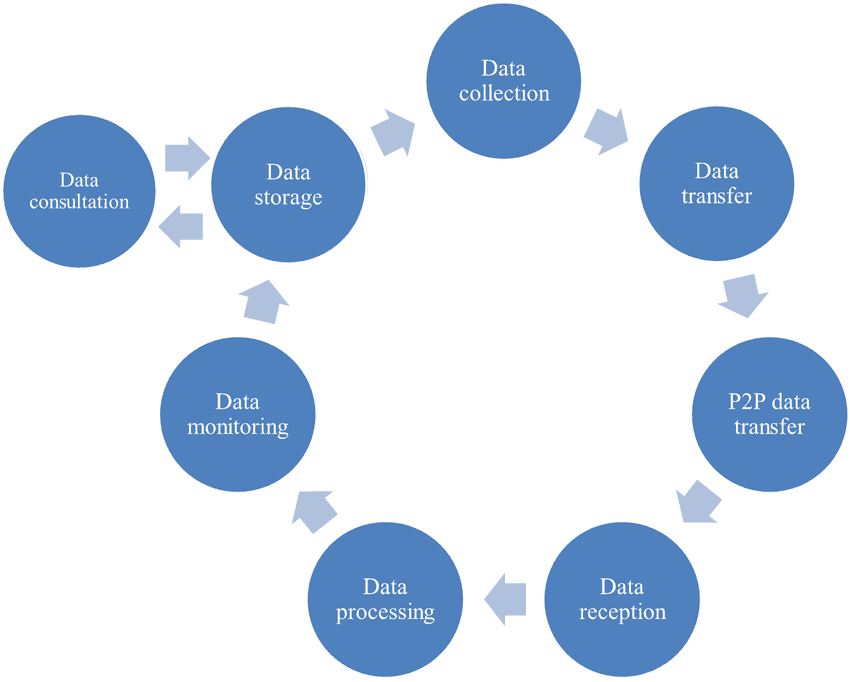 Data
collection
Data
transfer
P2P data
transfer
Data
reception
Data
processing
Data
monitoring
Data
storage
Data
consultation